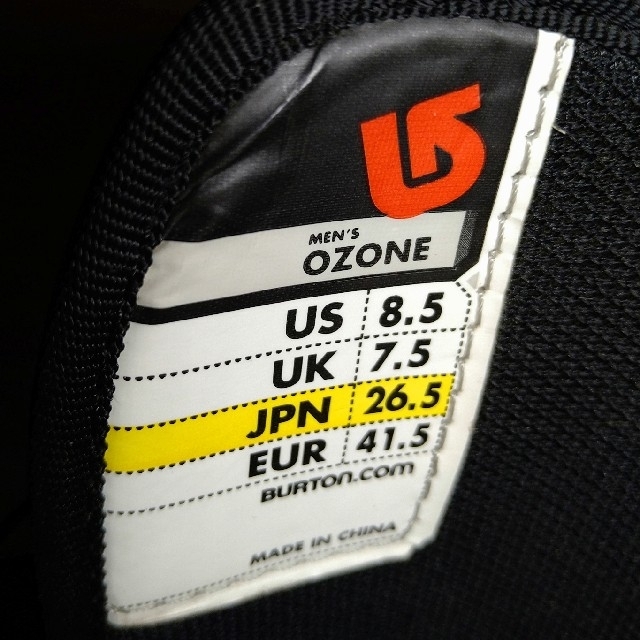 MEN'S
OZONE
US 8.5
UK 7.5
JPN 26.5
EUR 41.5
BURTON.COM
MADE IN CHINA